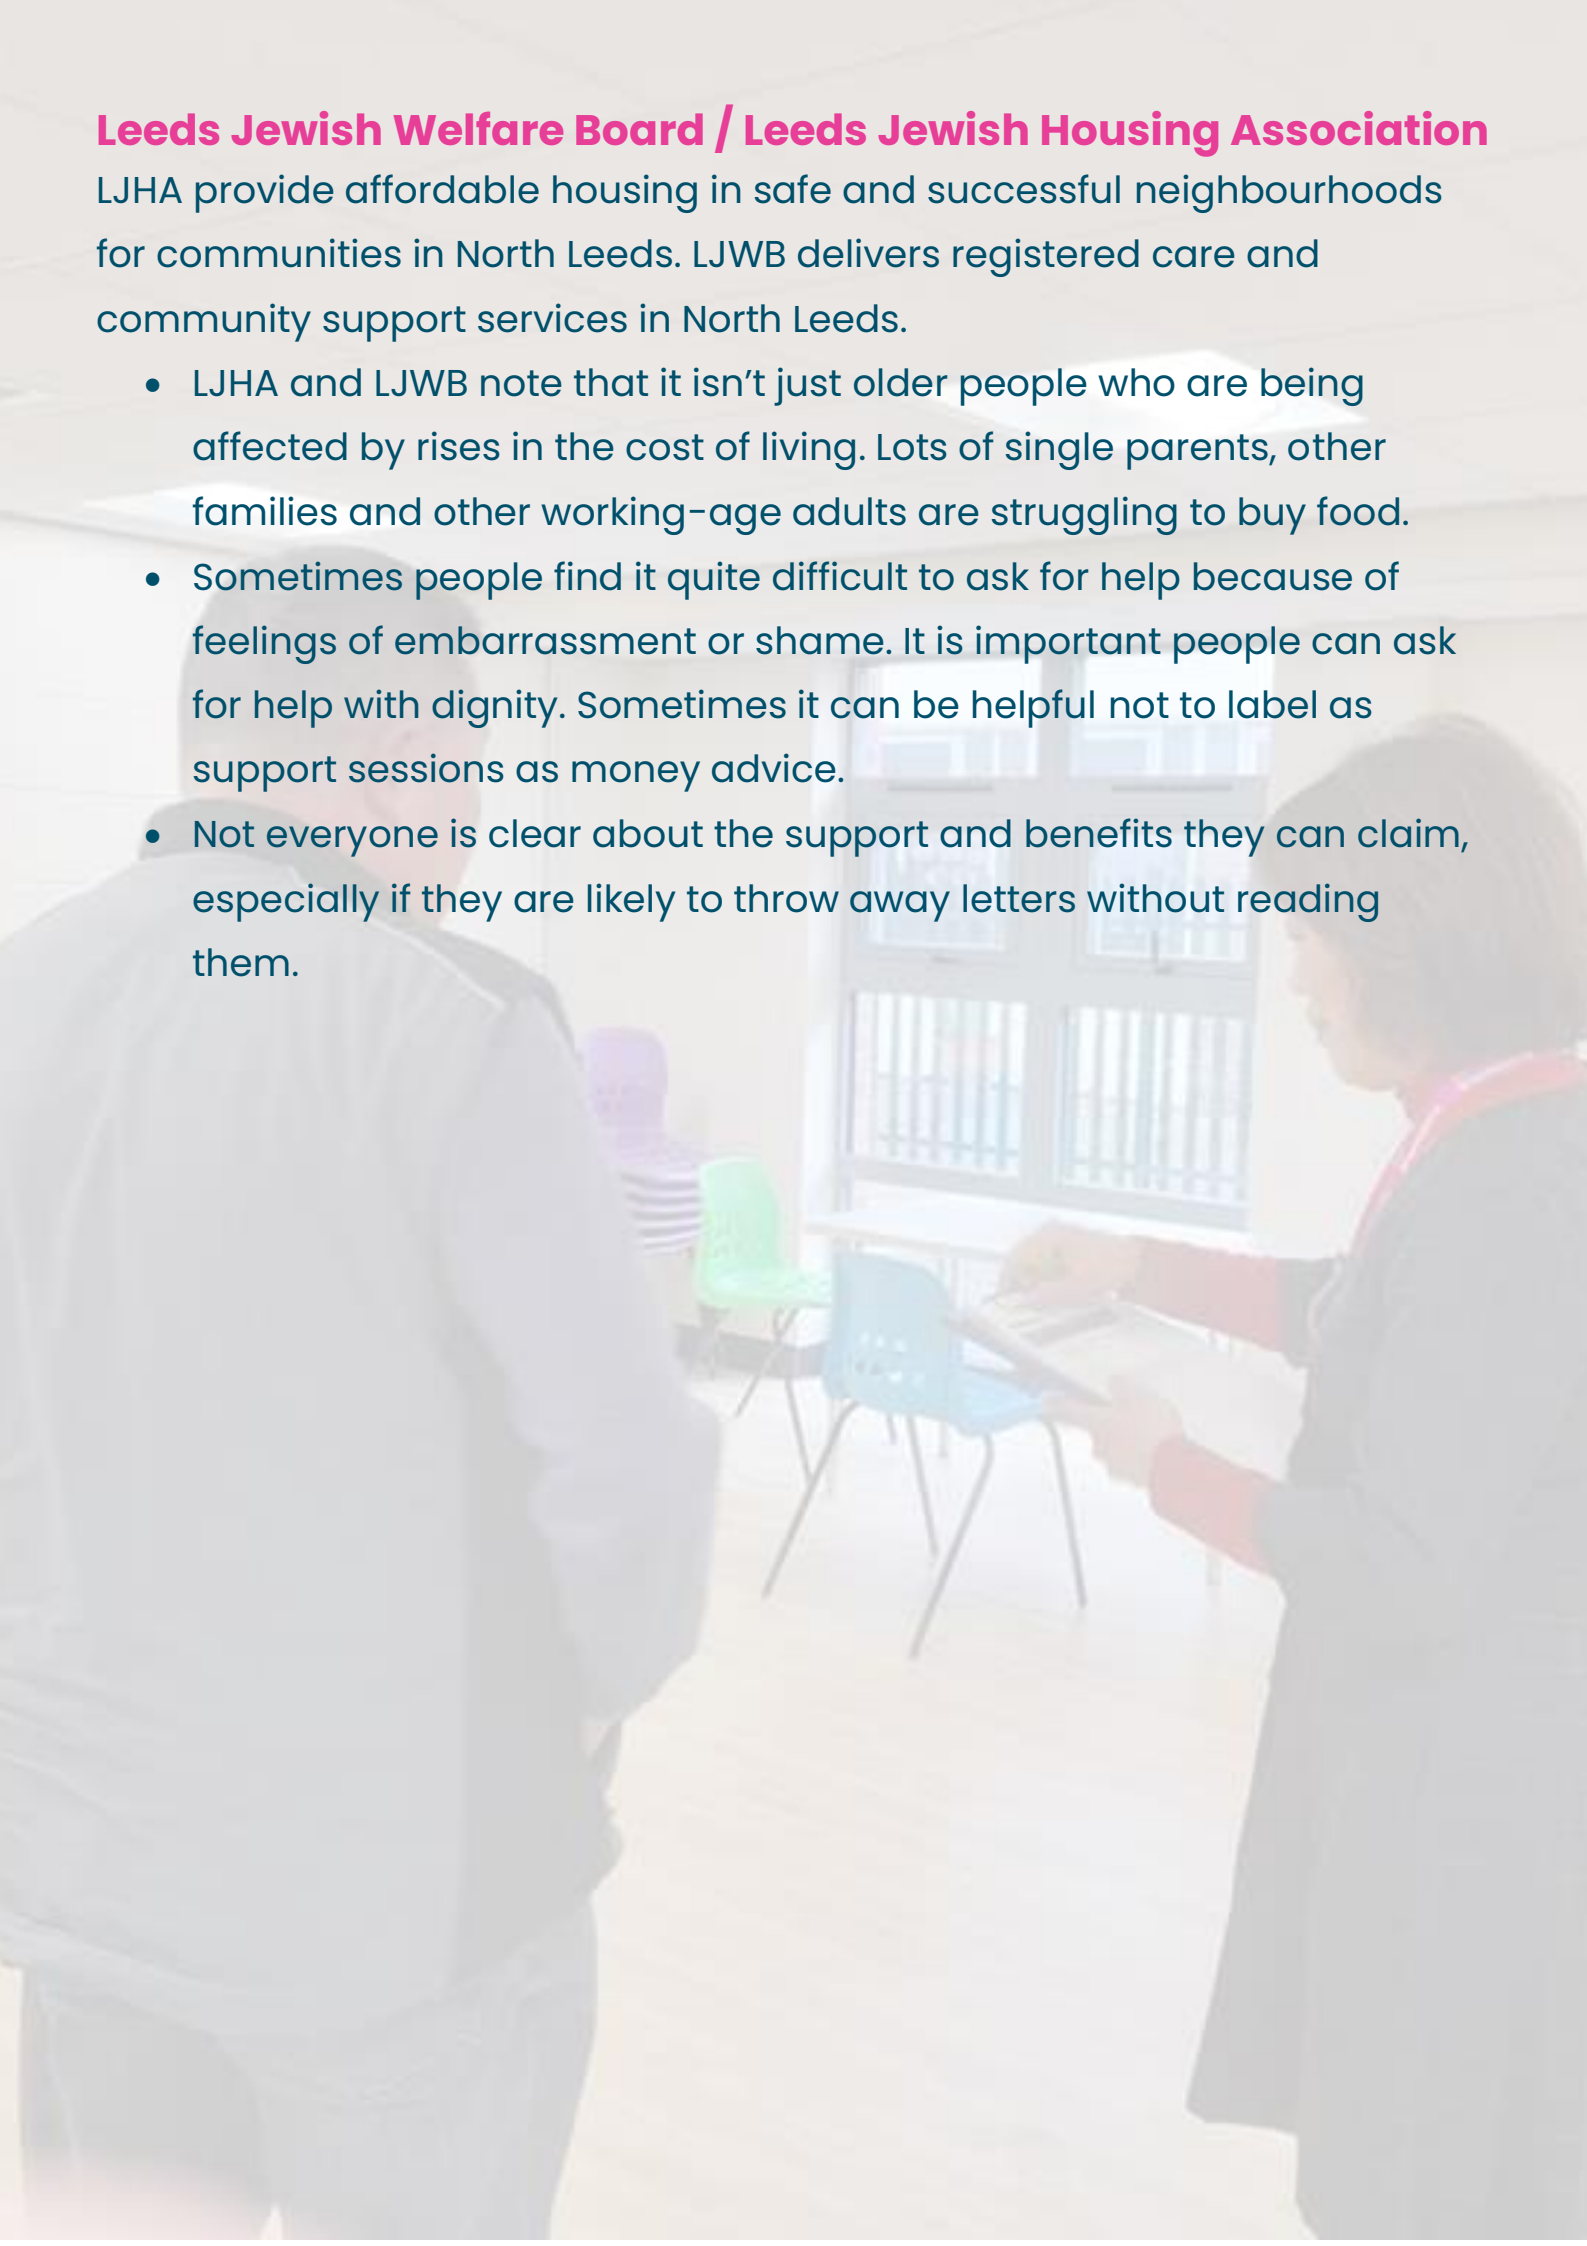 Leeds Jewish Welfare Board / Leeds Jewish Housing Association
LJHA provide affordable housing in safe and successful neighbourhoods
for communities in North Leeds. LJWB delivers registered care and
community support services in North Leeds.
• LJHA and LJWB note that it isn’t just older people who are being
affected by rises in the cost of living. Lots of single parents, other
families and other working-age adults are struggling to buy food.
• Sometimes people find it quite difficult to ask for help because of
feelings of embarrassment or shame. It is important people can ask
for help with dignity. Sometimes it can be helpful not to label as
support sessions as money advice.
• Not everyone is clear about the support and benefits they can claim,
especially if they are likely to throw away letters without reading
them.